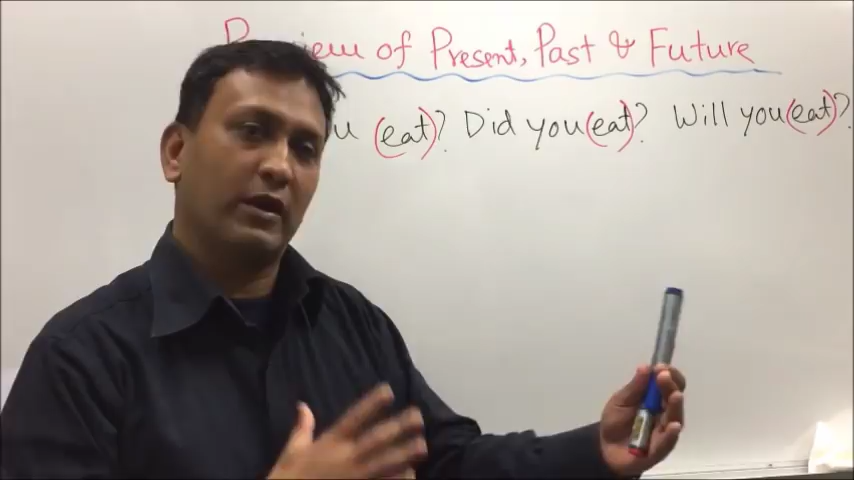 of Present, Past & Future
(eat)? Did you (eat)? Will you (eat)?